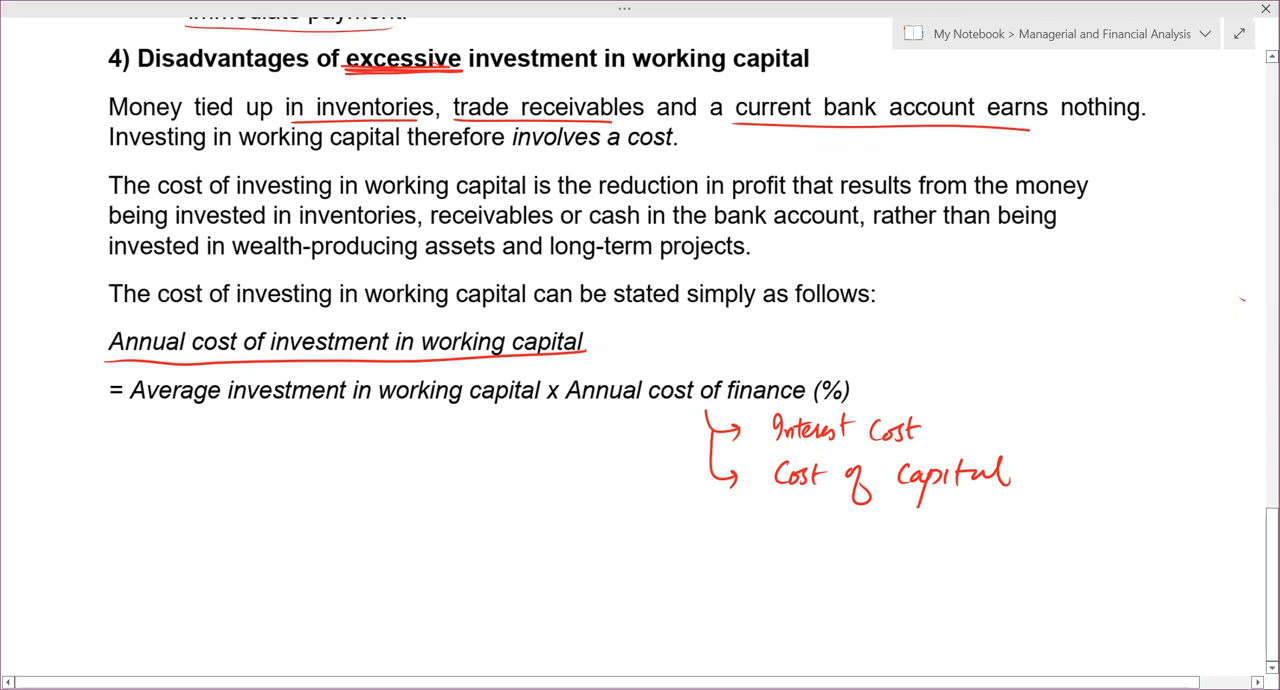 immediate payment.
My Notebook > Managerial and Financial Analysis
4) Disadvantages of excessive investment in working capital
Money tied up in inventories, trade receivables and a current bank account earns nothing.
Investing in working capital therefore involves a cost.
The cost of investing in working capital is the reduction in profit that results from the money
being invested in inventories, receivables or cash in the bank account, rather than being
invested in wealth-producing assets and long-term projects.
The cost of investing in working capital can be stated simply as follows:
Annual cost of investment in working capital
= Average investment in working capital x Annual cost of finance (%)
Interest Cost
Cost of Capital